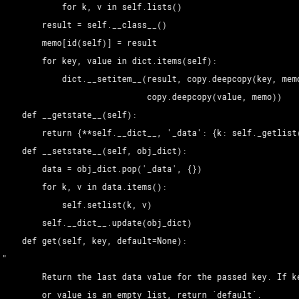 for k, v in self.lists()
result = self.__class__()
memo[id(self)] = result
for key, value in dict.items(self):
dict.__setitem__(result, copy.deepcopy(key, memo
copy.deepcopy(value, memo))
def __getstate__(self):
return {**self.__dict__, '_data': {k: self._getlist(
def __setstate__(self, obj_dict):
data = obj_dict.pop('_data', {})
for k, v in data.items():
self.setlist(k, v)
self.__dict__.update(obj_dict)
def get(self, key, default=None):
"
Return the last data value for the passed key. If k
or value is an empty list, return `default`.